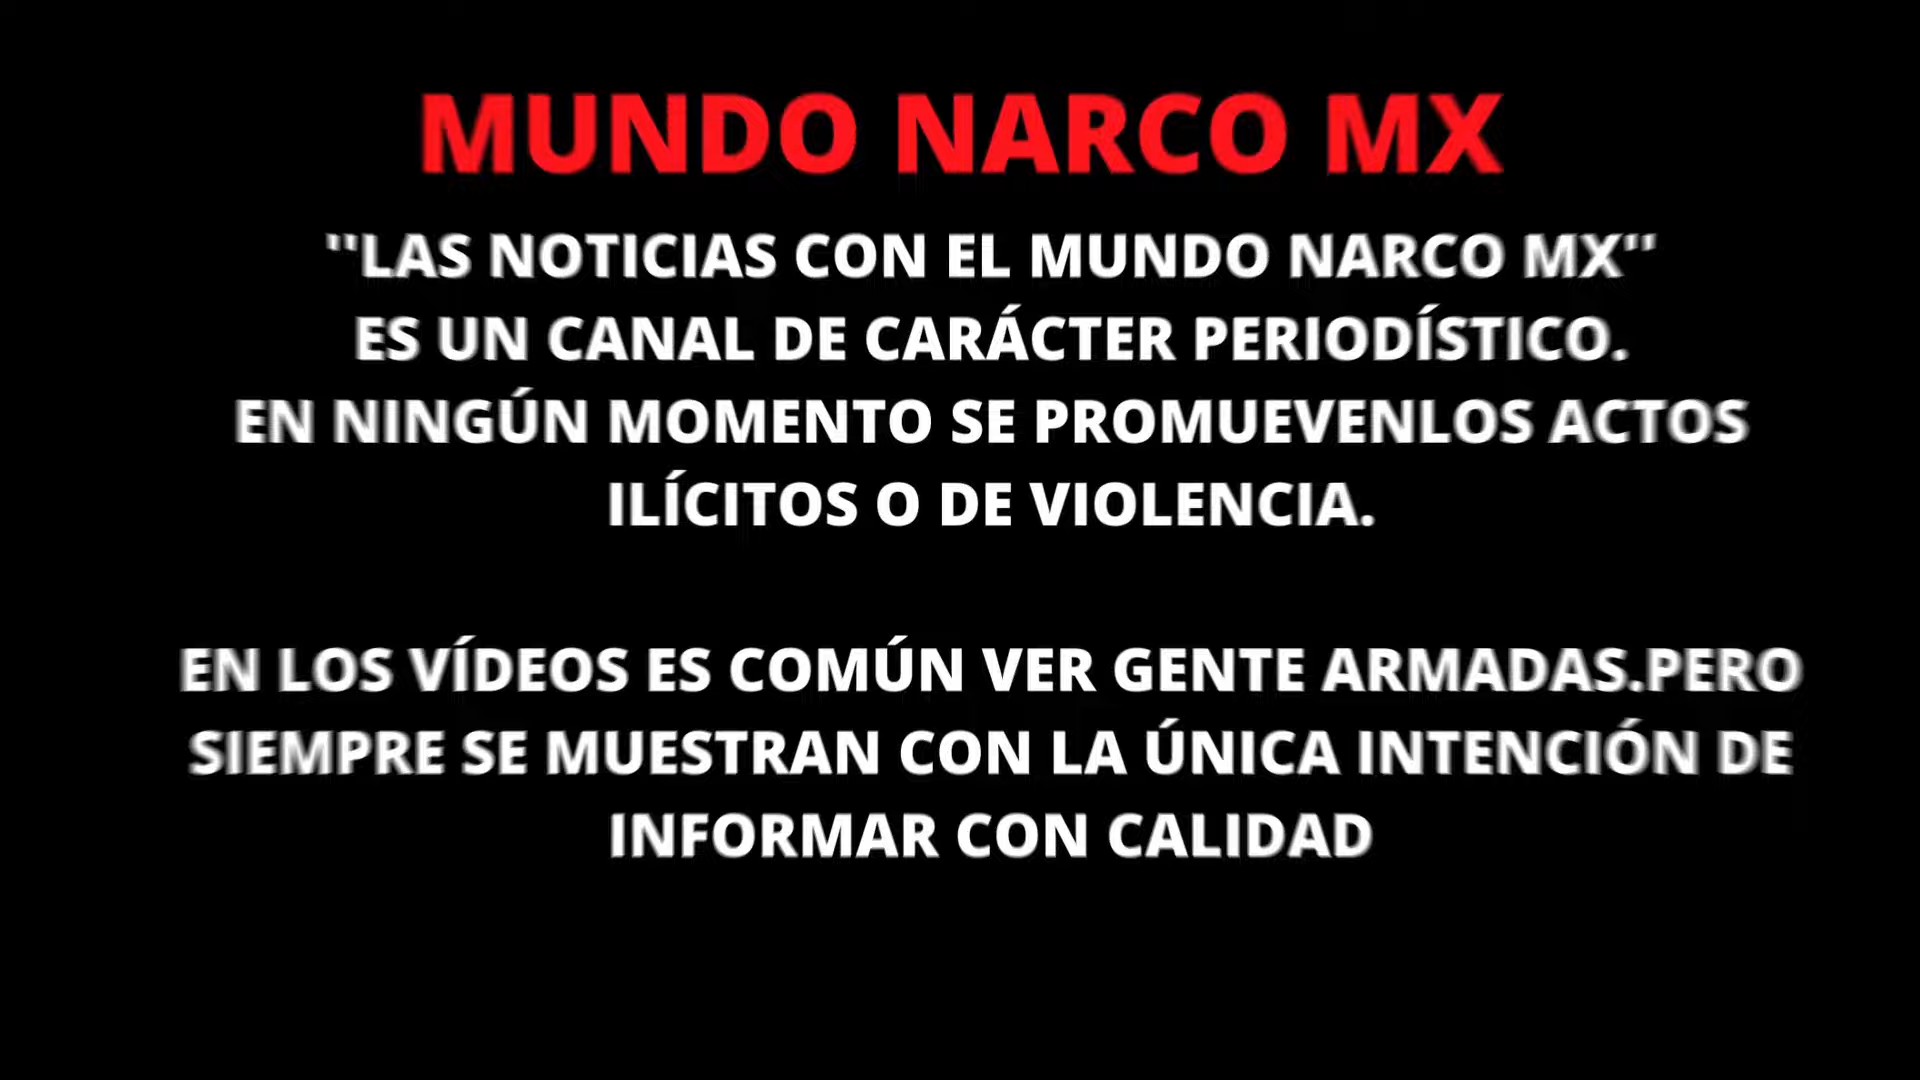 MUNDO NARCO MX
"LAS NOTICIAS CON EL MUNDO NARCO MX"
ES UN CANAL DE CARÁCTER PERIODÍSTICO.
EN NINGÚN MOMENTO SE PROMUEVENLOS ACTOS
ILÍCITOS O DE VIOLENCIA.
EN LOS VÍDEOS ES COMÚN VER GENTE ARMADAS.PERO
SIEMPRE SE MUESTRAN CON LA ÚNICA INTENCIÓN DE
INFORMAR CON CALIDAD